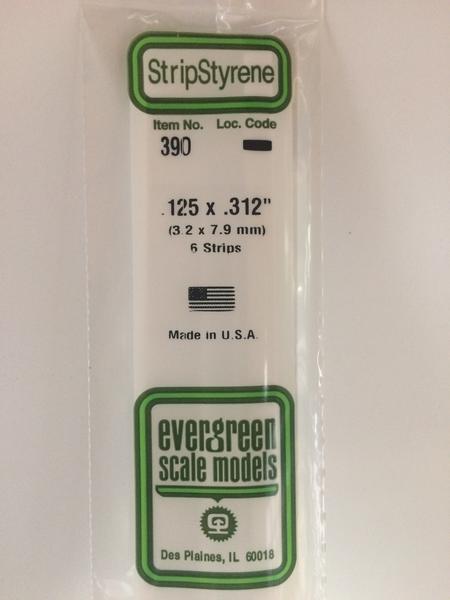 StripStyrene
Item No. Loc. Code
390
.125 x .312"
(3.2 x 7.9 mm)
6 Strips
Made in U.S.A.
evergreen
scale models
Des Plaines, IL 60018